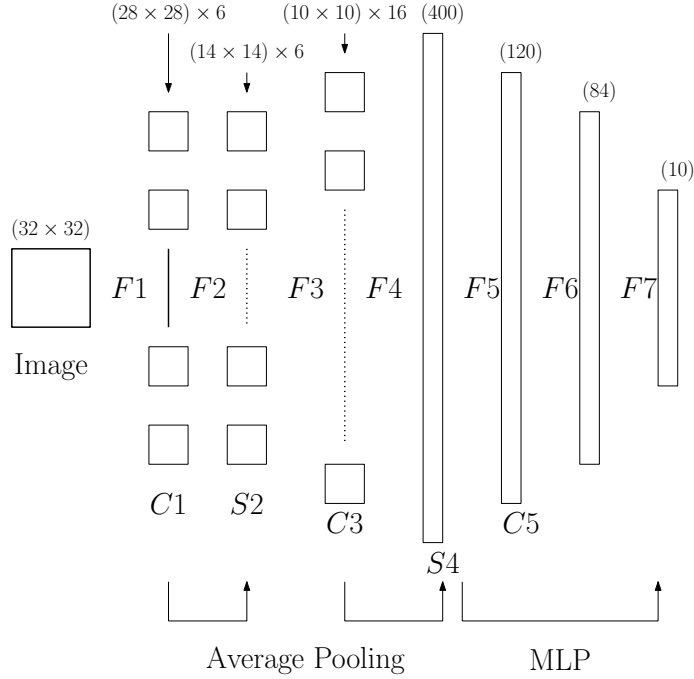 (28 × 28) × 6
(10 × 10) × 16
(400)
(14 × 14) × 6
(120)
(84)
(10)
(32 × 32)
F1
F2
F3
F4
F5
F6
F7
Image
C1
S2
C3
C5
S4
Average Pooling
MLP